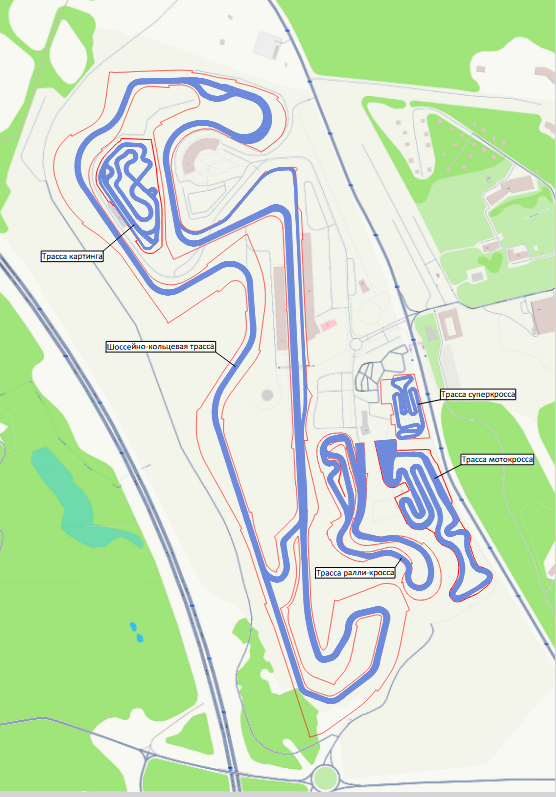 Трасса картинга
Шоссейно-кольцевая трасса
Трасса суперкросса
Трасса мотокросса
Трасса ралли-кросса